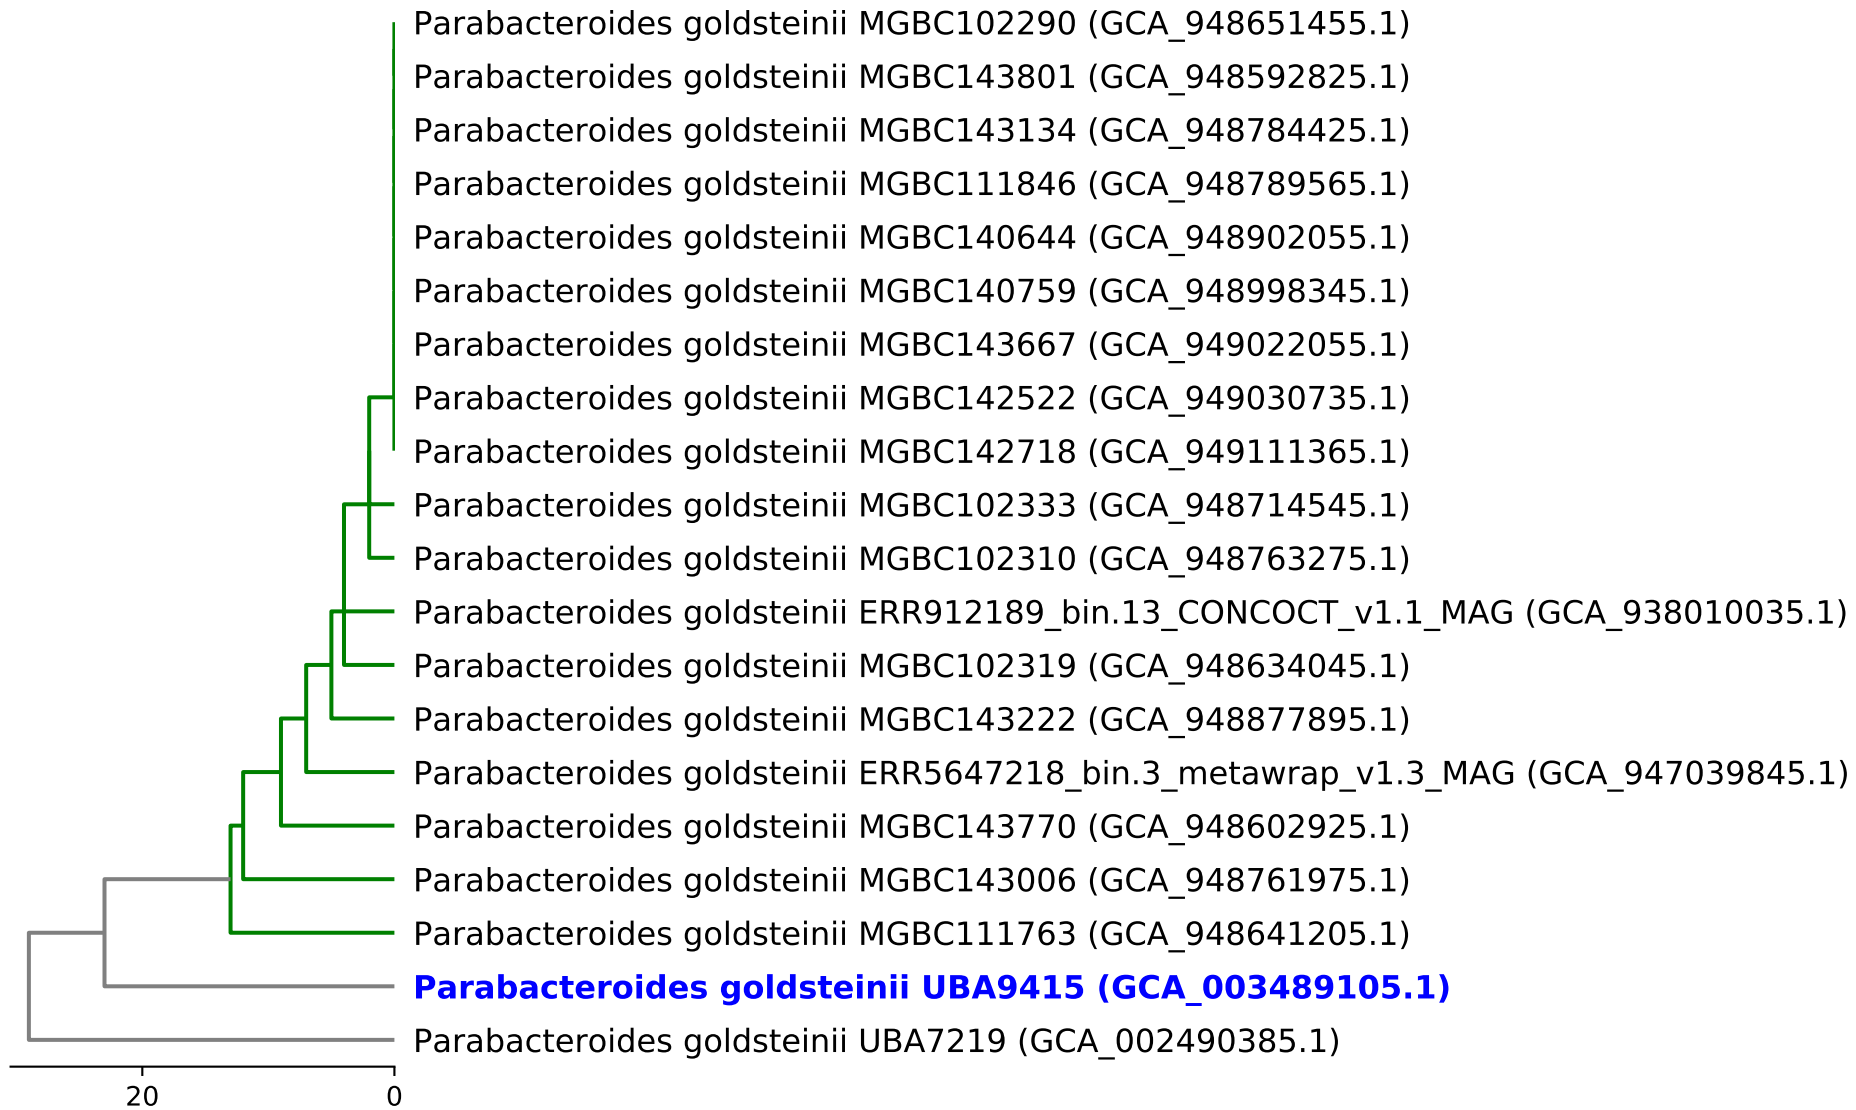 Parabacteroides goldsteinii MGBC102290 (GCA_948651455.1)
Parabacteroides goldsteinii MGBC143801 (GCA_948592825.1)
Parabacteroides goldsteinii MGBC143134 (GCA_948784425.1)
Parabacteroides goldsteinii MGBC111846 (GCA_948789565.1)
Parabacteroides goldsteinii MGBC140644 (GCA_948902055.1)
Parabacteroides goldsteinii MGBC140759 (GCA_948998345.1)
Parabacteroides goldsteinii MGBC143667 (GCA_949022055.1)
Parabacteroides goldsteinii MGBC142522 (GCA_949030735.1)
Parabacteroides goldsteinii MGBC142718 (GCA_949111365.1)
Parabacteroides goldsteinii MGBC102333 (GCA_948714545.1)
Parabacteroides goldsteinii MGBC102310 (GCA_948763275.1)
Parabacteroides goldsteinii ERR912189_bin.13_CONCOCT_v1.1_MAG (GCA_938010035.1)
Parabacteroides goldsteinii MGBC102319 (GCA_948634045.1)
Parabacteroides goldsteinii MGBC143222 (GCA_948877895.1)
Parabacteroides goldsteinii ERR5647218_bin.3_metawrap_v1.3_MAG (GCA_947039845.1)
Parabacteroides goldsteinii MGBC143770 (GCA_948602925.1)
Parabacteroides goldsteinii MGBC143006 (GCA_948761975.1)
Parabacteroides goldsteinii MGBC111763 (GCA_948641205.1)
Parabacteroides goldsteinii UBA9415 (GCA_003489105.1)
Parabacteroides goldsteinii UBA7219 (GCA_002490385.1)
20 0